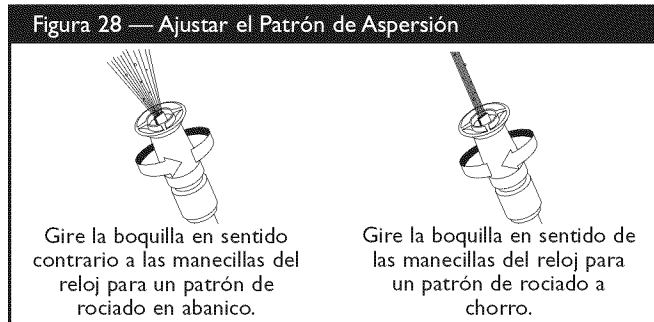 Figura 28 — Ajustar el Patrón de Aspersión
Gire la boquilla en sentido
contrario a las manecillas del
reloj para un patrón de
rociado en abanico.
Gire la boquilla en sentido de
las manecillas del reloj para
un patrón de rociado a
chorro.